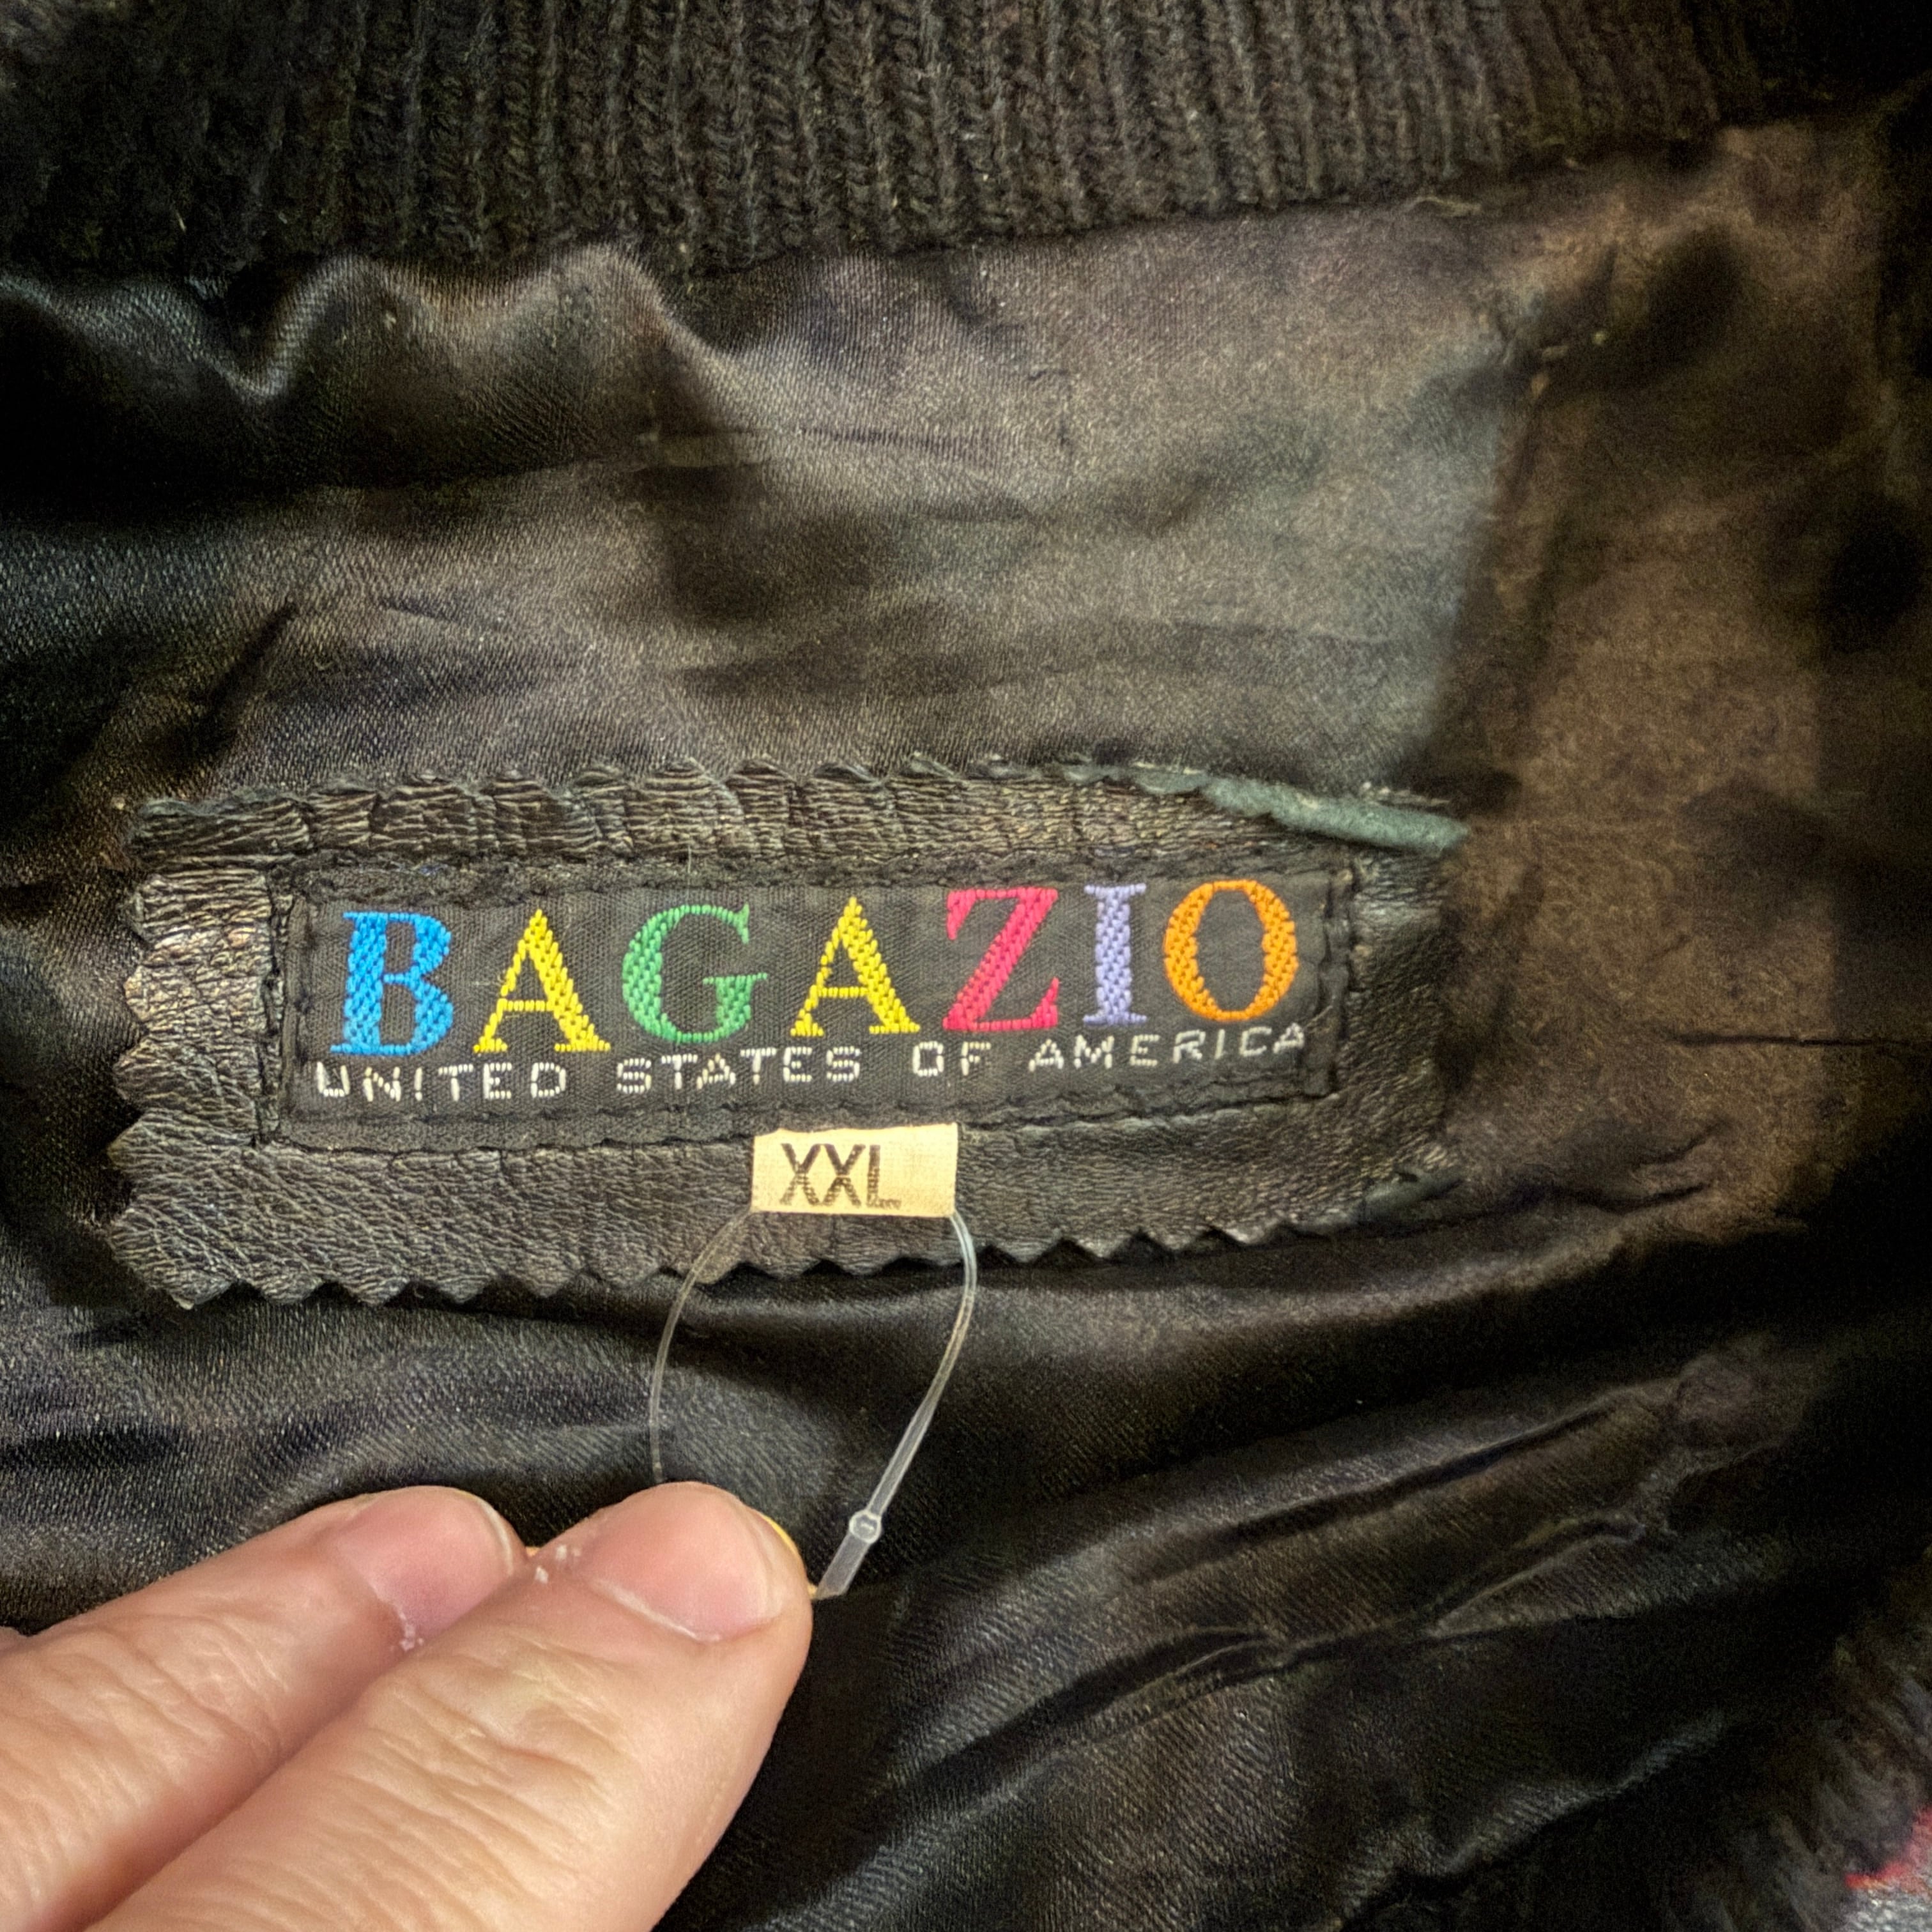 BAGAZIO
UNITED STATES OF AMERICA
XXL